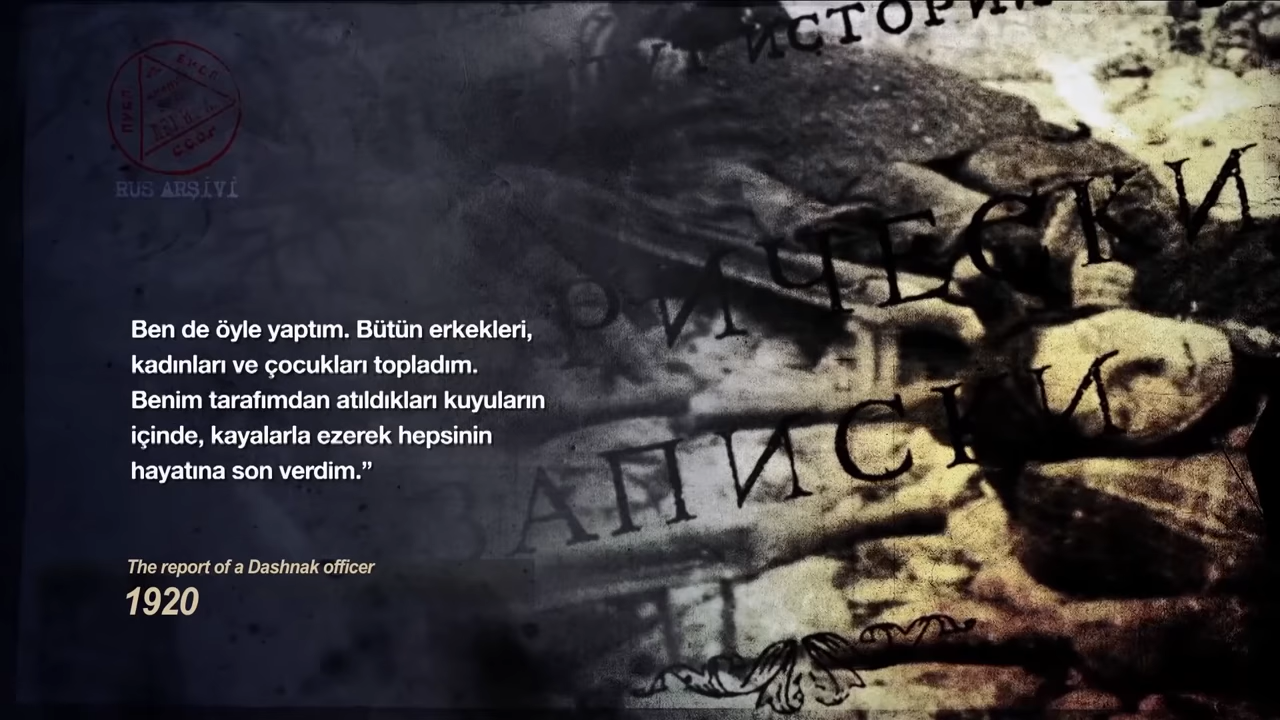 ИСТОРИ
RUS ARŞİVİ
РИЧЕСКИ
ЗАПИСКИ
Ben de öyle yaptım. Bütün erkekleri,
kadınları ve çocukları topladım.
Benim tarafımdan atıldıkları kuyuların
içinde, kayalarla ezerek hepsinin
hayatına son verdim.”
The report of a Dashnak officer
1920